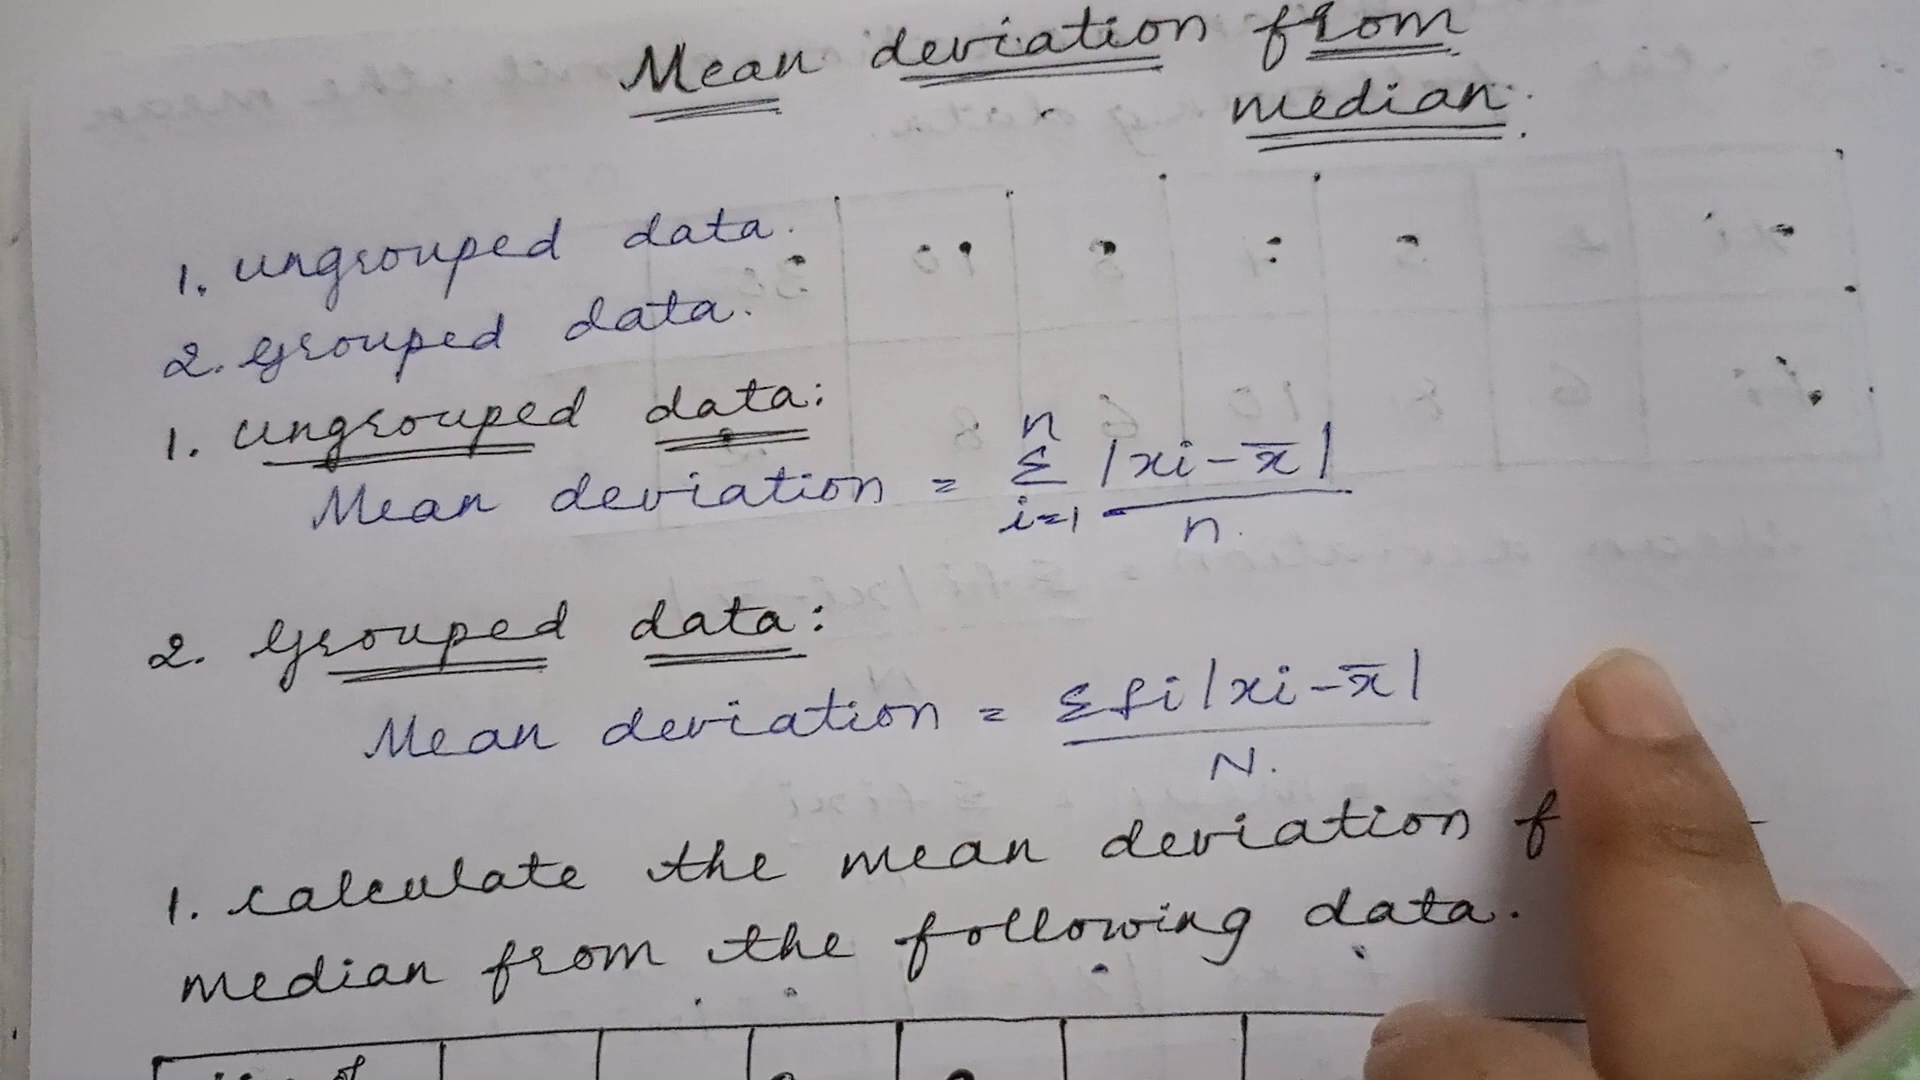 Mean deviation from
median:
1. ungrouped data.
2. grouped data.
1. ungrouped data:
Mean deviation = n Σ i=1 |xi - x̄| / n.
2. Grouped data:
Mean deviation = Σfi|xi - x̄| / N.
1. calculate the mean deviation f
median from the following data.
of